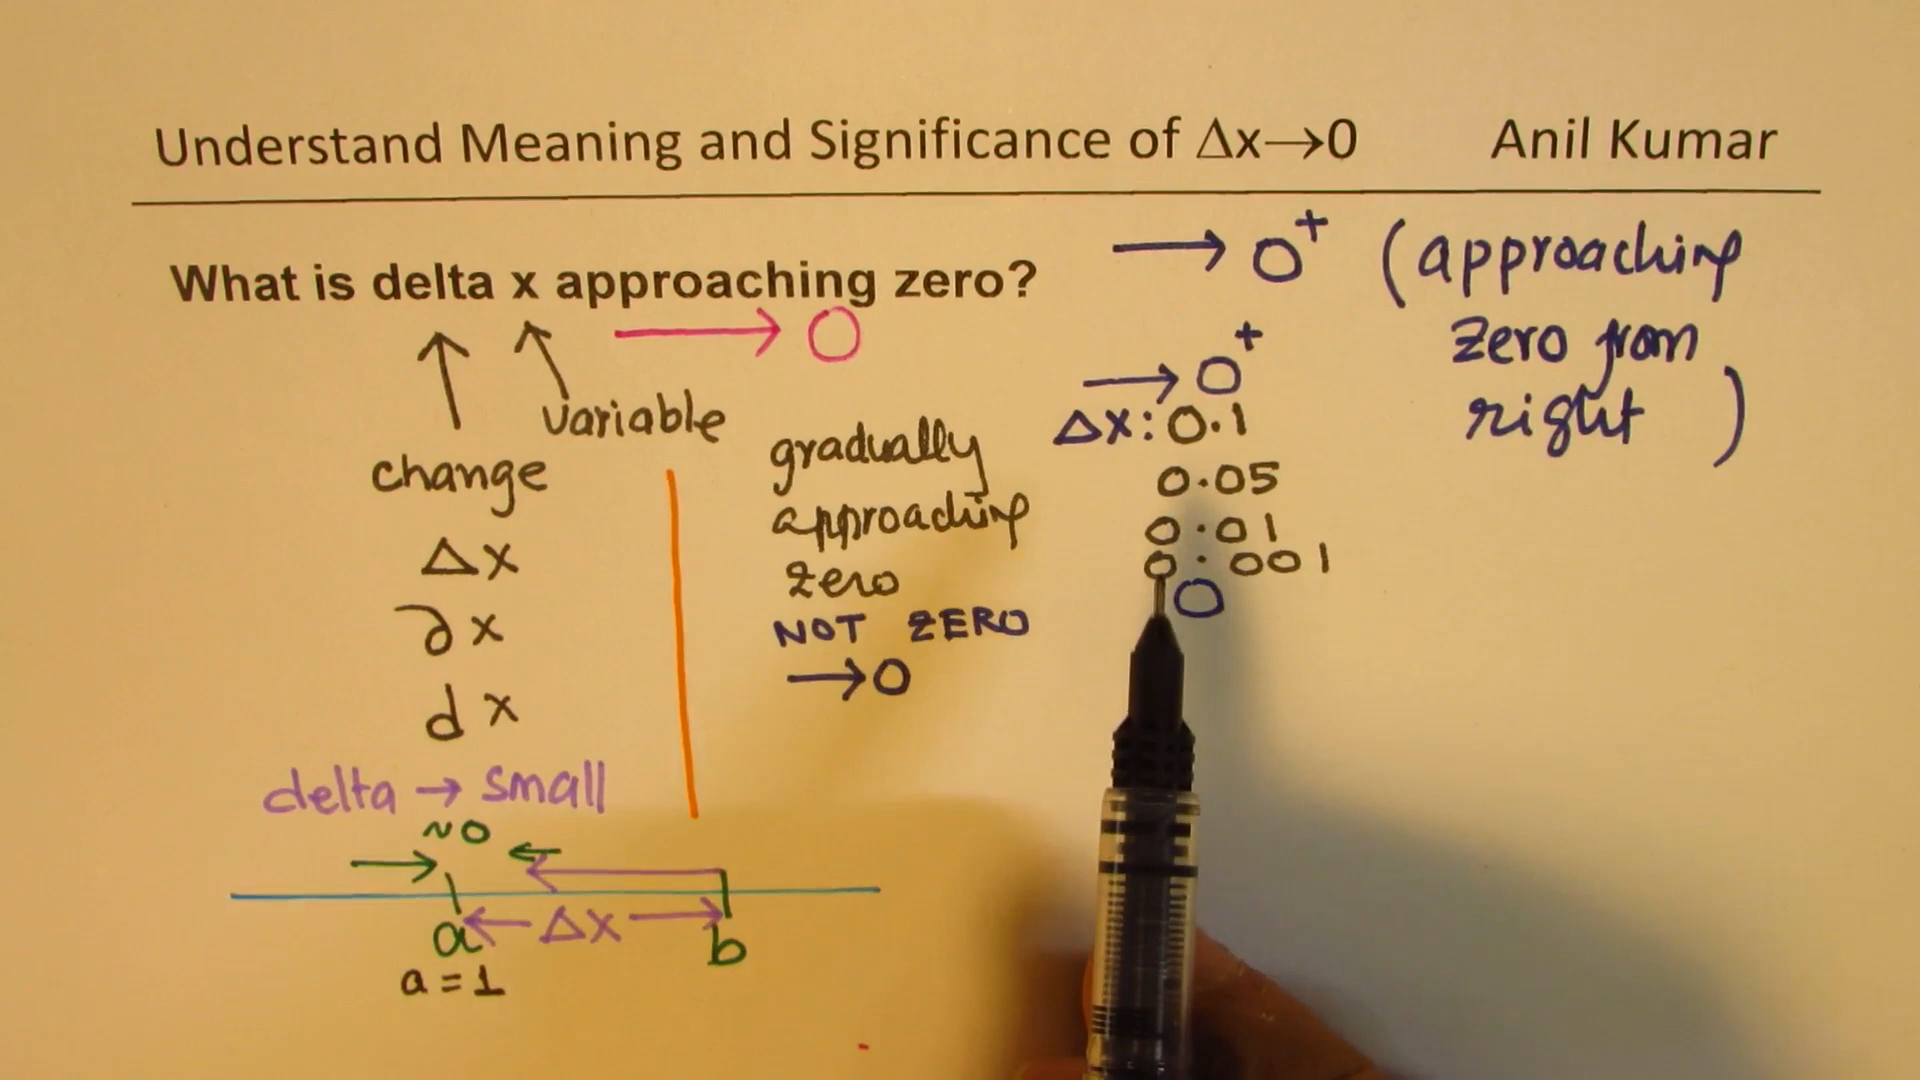 Understand Meaning and Significance of Δx→0 Anil Kumar
What is delta x approaching zero?
→ 0
variable
change
Δx
∂x
dx
delta → small
~0
→ ←
a ← Δx → b
a = 1
gradually
approaching
zero
NOT ZERO
→0
→ 0⁺ (approaching
zero from
right)
→ 0⁺
Δx: 0.1
0.05
0.01
0.001
0